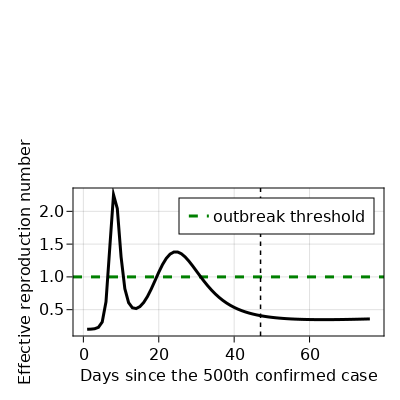 Effective reproduction number
2.0
1.5
1.0
0.5
outbreak threshold
0 20 40 60
Days since the 500th confirmed case